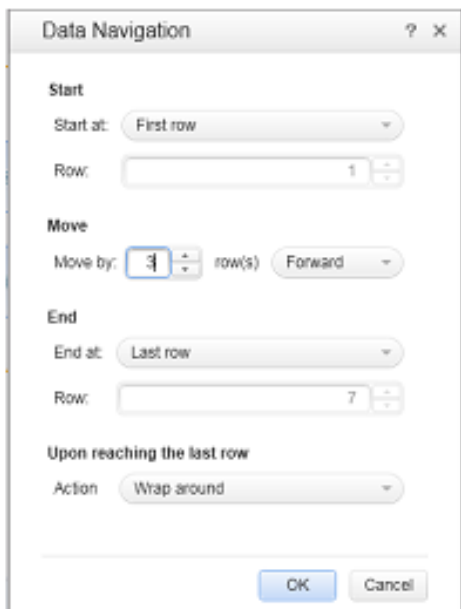 Data Navigation ? ×
Start
Start at: First row
Row: 1
Move
Move by: 3 row(s) Forward
End
End at: Last row
Row: 7
Upon reaching the last row
Action Wrap around
OK Cancel